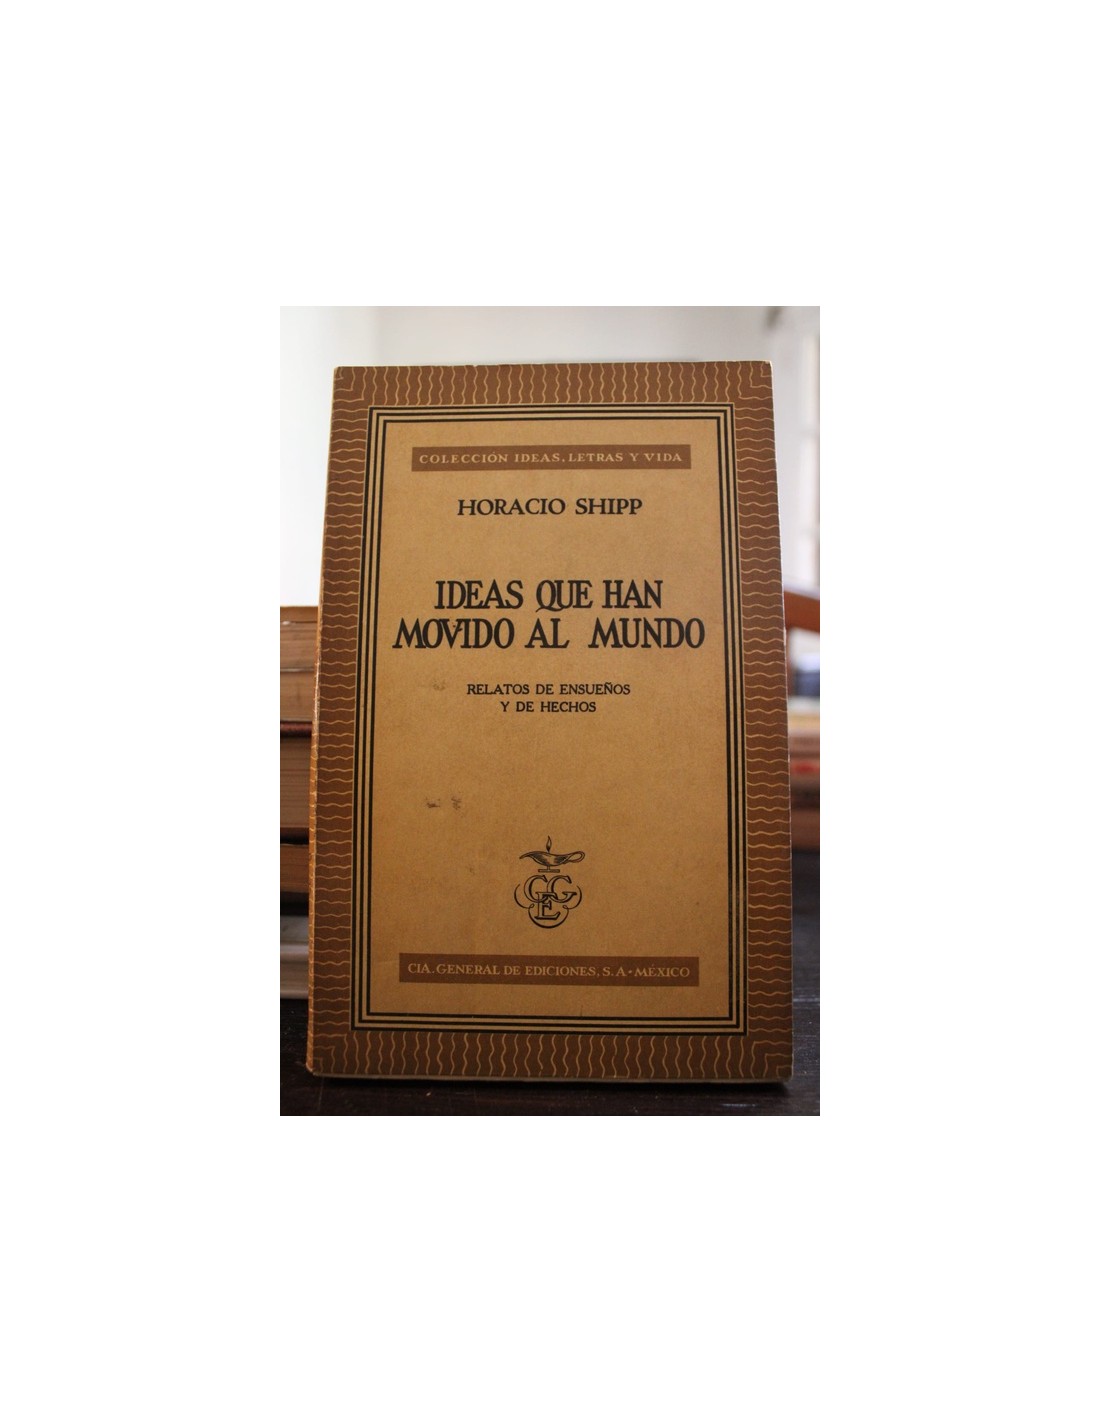 COLECCIÓN IDEAS, LETRAS Y VIDA
HORACIO SHIPP
IDEAS QUE HAN
MOVIDO AL MUNDO
RELATOS DE ENSUEÑOS
Y DE HECHOS
CGE
CIA. GENERAL DE EDICIONES, S. A • MÉXICO